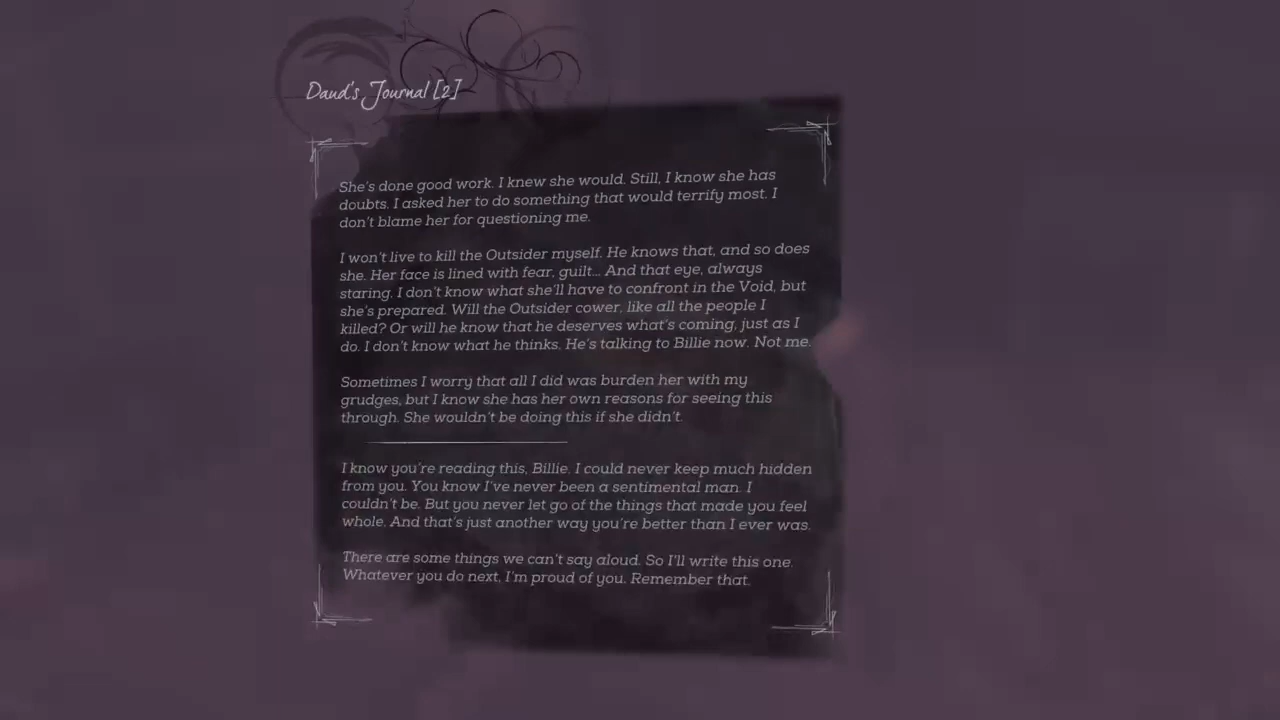 Daud's Journal [2]
She's done good work. I knew she would. Still, I know she has
doubts. I asked her to do something that would terrify most. I
don't blame her for questioning me.
I won't live to kill the Outsider myself. He knows that, and so does
she. Her face is lined with fear, guilt... And that eye, always
staring. I don't know what she'll have to confront in the Void, but
she's prepared. Will the Outsider cower, like all the people I
killed? Or will he know that he deserves what's coming, just as I
do. I don't know what he thinks. He's talking to Billie now. Not me.
Sometimes I worry that all I did was burden her with my
grudges, but I know she has her own reasons for seeing this
through. She wouldn't be doing this if she didn't.
I know you're reading this, Billie. I could never keep much hidden
from you. You know I've never been a sentimental man. I
couldn't be. But you never let go of the things that made you feel
whole. And that's just another way you're better than I ever was.
There are some things we can't say aloud. So I'll write this one.
Whatever you do next, I'm proud of you. Remember that.